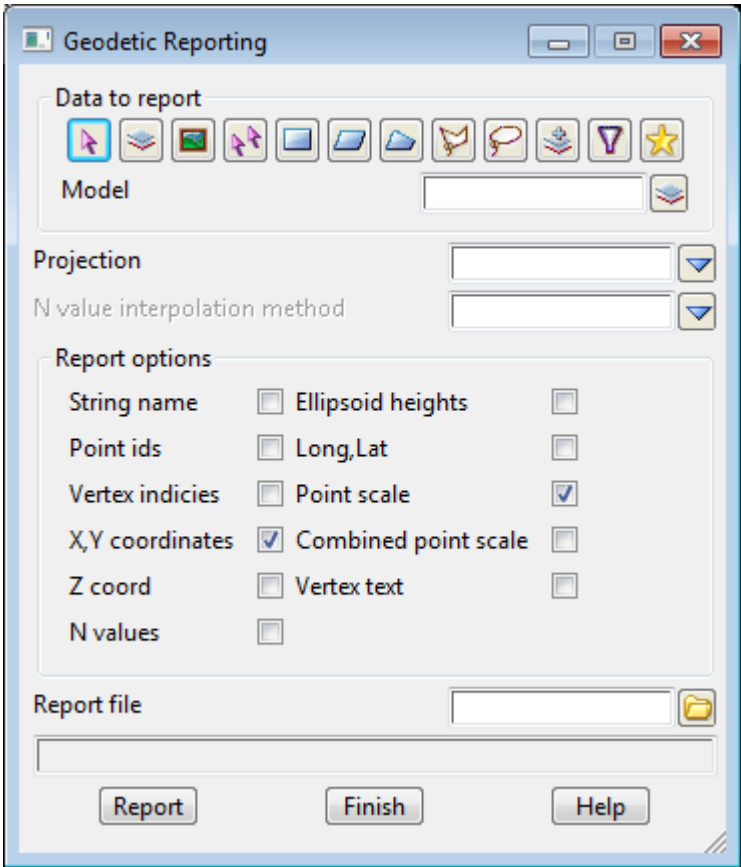 Geodetic Reporting
Data to report
Model
Projection
N value interpolation method
Report options
String name Ellipsoid heights
Point ids Long,Lat
Vertex indicies Point scale
X,Y coordinates Combined point scale
Z coord Vertex text
N values
Report file
Report Finish Help